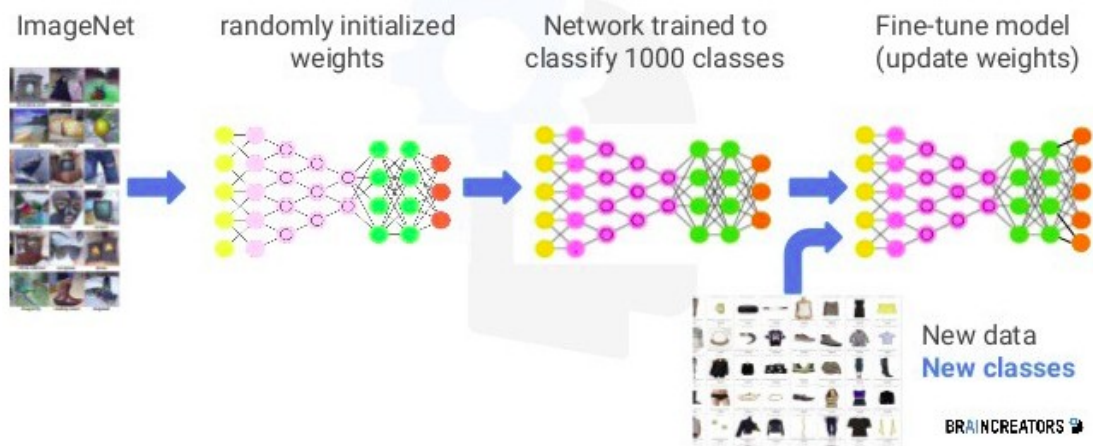 ImageNet
randomly initialized
weights
Network trained to
classify 1000 classes
Fine-tune model
(update weights)
New data
New classes
BRAINCREATORS